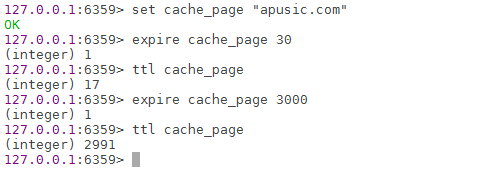 127.0.0.1:6359> set cache_page "apusic.com"
OK
127.0.0.1:6359> expire cache_page 30
(integer) 1
127.0.0.1:6359> ttl cache_page
(integer) 17
127.0.0.1:6359> expire cache_page 3000
(integer) 1
127.0.0.1:6359> ttl cache_page
(integer) 2991
127.0.0.1:6359>